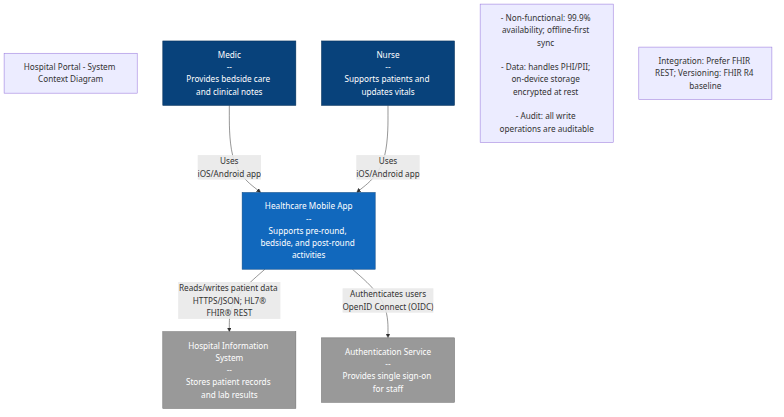 Hospital Portal - System
Context Diagram
Medic
--
Provides bedside care
and clinical notes
Nurse
--
Supports patients and
updates vitals
- Non-functional: 99.9%
availability; offline-first
sync
- Data: handles PHI/PII;
on-device storage
encrypted at rest
- Audit: all write
operations are auditable
Integration: Prefer FHIR
REST; Versioning: FHIR R4
baseline
Uses
iOS/Android app
Uses
iOS/Android app
Healthcare Mobile App
--
Supports pre-round,
bedside, and post-round
activities
Reads/writes patient data
HTTPS/JSON; HL7®
FHIR® REST
Authenticates users
OpenID Connect (OIDC)
Hospital Information
System
--
Stores patient records
and lab results
Authentication Service
--
Provides single sign-on
for staff